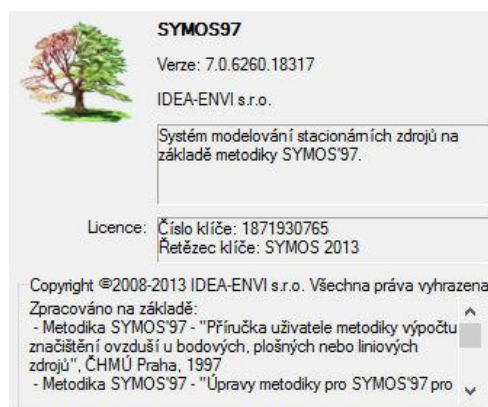 SYMOS97
Verze: 7.0.6260.18317
IDEA-ENVI s.r.o.
Systém modelování stacionárních zdrojů na
základě metodiky SYMOS'97.
Licence: Číslo klíče: 1871930765
Řetězec klíče: SYMOS 2013
Copyright ©2008-2013 IDEA-ENVI s.r.o. Všechna práva vyhrazena
Zpracováno na základě:
- Metodika SYMOS'97 - "Příručka uživatele metodiky výpočtu
značištění ovzduší u bodových, plošných nebo liniových
zdrojů", ČHMÚ Praha, 1997
- Metodika SYMOS'97 - "Úpravy metodiky pro SYMOS'97 pro